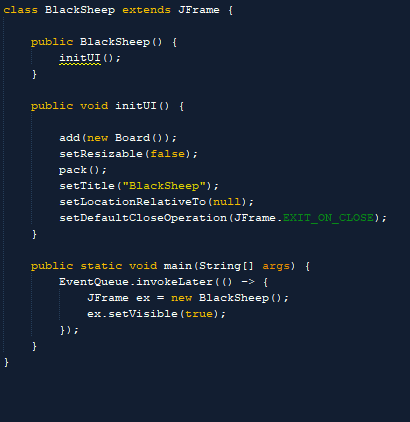 class BlackSheep extends JFrame {
public BlackSheep() {
initUI();
}
public void initUI() {
add(new Board());
setResizable(false);
pack();
setTitle("BlackSheep");
setLocationRelativeTo(null);
setDefaultCloseOperation(JFrame.EXIT_ON_CLOSE);
}
public static void main(String[] args) {
EventQueue.invokeLater(() -> {
JFrame ex = new BlackSheep();
ex.setVisible(true);
});
}
}